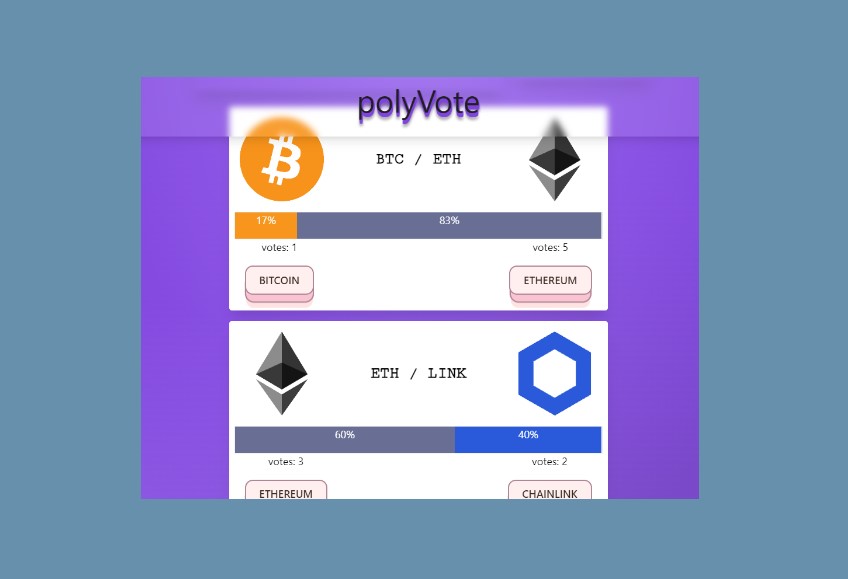 polyVote
BTC / ETH
17% 83%
votes: 1 votes: 5
BITCOIN ETHEREUM
ETH / LINK
60% 40%
votes: 3 votes: 2
ETHEREUM CHAINLINK